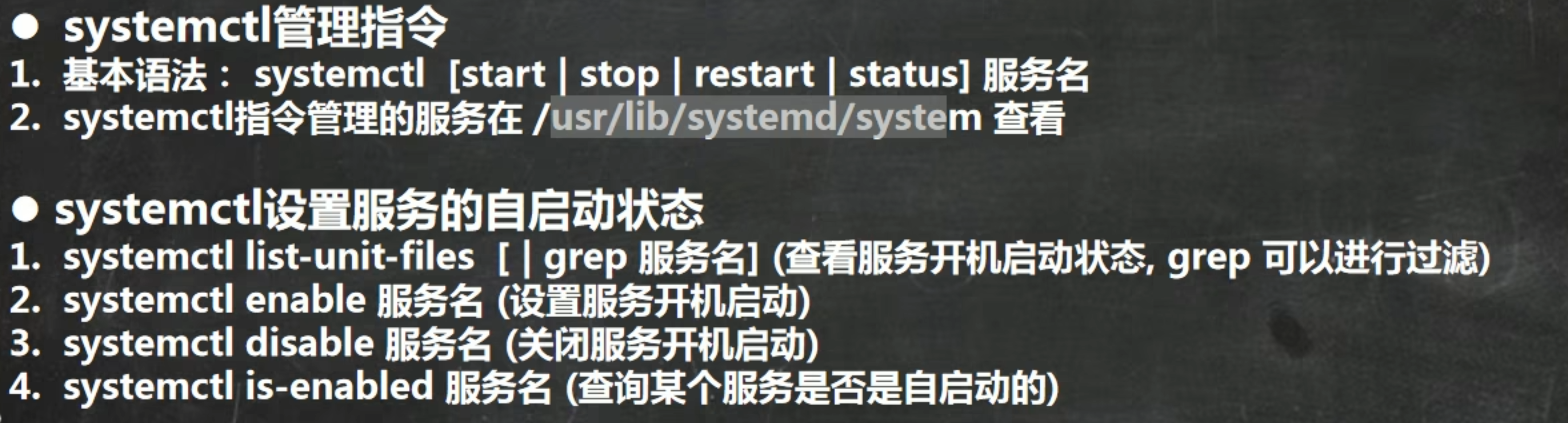 ● systemctl管理指令
1. 基本语法： systemctl [start | stop | restart | status] 服务名
2. systemctl指令管理的服务在 /usr/lib/systemd/system 查看
● systemctl设置服务的自启动状态
1. systemctl list-unit-files [ | grep 服务名] (查看服务开机启动状态, grep 可以进行过滤)
2. systemctl enable 服务名 (设置服务开机启动)
3. systemctl disable 服务名 (关闭服务开机启动)
4. systemctl is-enabled 服务名 (查询某个服务是否是自启动的)